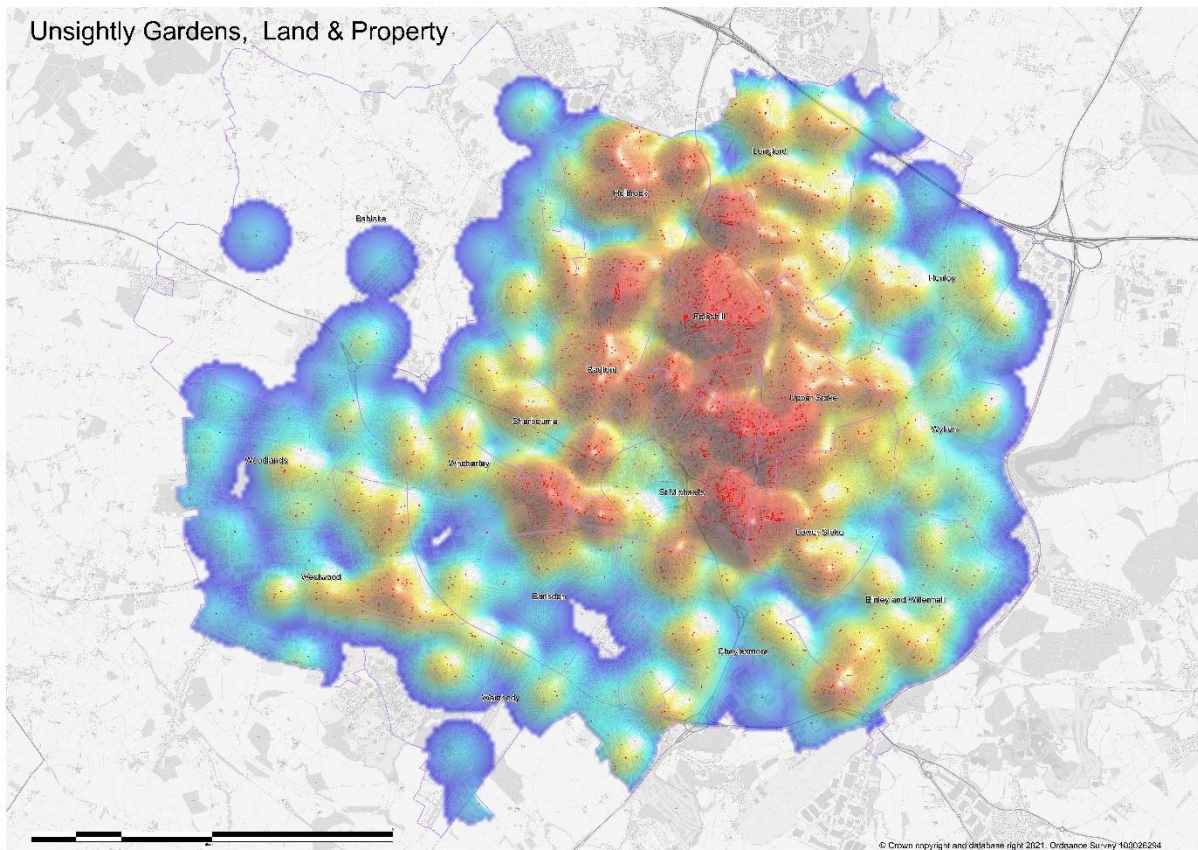 Unsightly Gardens, Land & Property
Longford
Holbrook
Bablake
Henley
Foleshill
Radford
Upper Stoke
Sherbourne
Wyken
Woodlands
Whoberley
St Michaels
Lower Stoke
Westwood
Earlsdon
Binley and Willenhall
Cheylesmore
Wainbody
© Crown copyright and database right 2021. Ordnance Survey 100026294